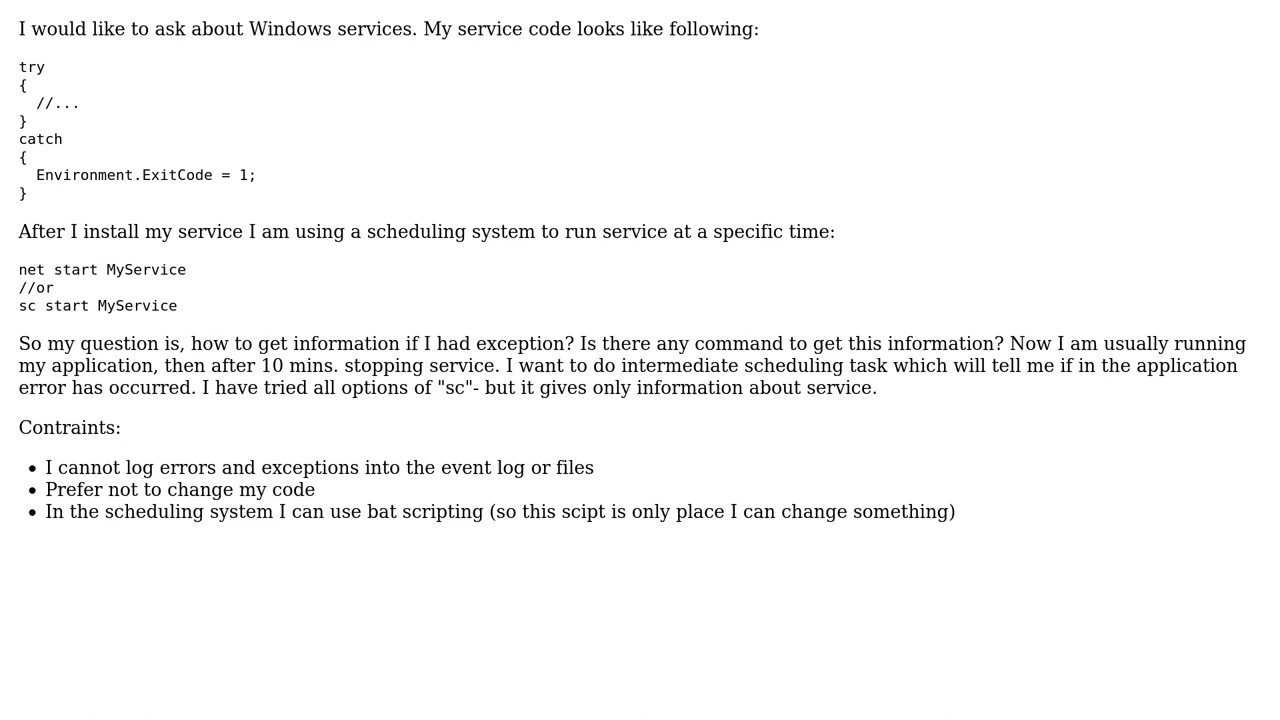 I would like to ask about Windows services. My service code looks like following:
try
{
  //...
}
catch
{
  Environment.ExitCode = 1;
}
After I install my service I am using a scheduling system to run service at a specific time:
net start MyService
//or
sc start MyService
So my question is, how to get information if I had exception? Is there any command to get this information? Now I am usually running
my application, then after 10 mins. stopping service. I want to do intermediate scheduling task which will tell me if in the application
error has occurred. I have tried all options of "sc"- but it gives only information about service.
Contraints:
• I cannot log errors and exceptions into the event log or files
• Prefer not to change my code
• In the scheduling system I can use bat scripting (so this scipt is only place I can change something)